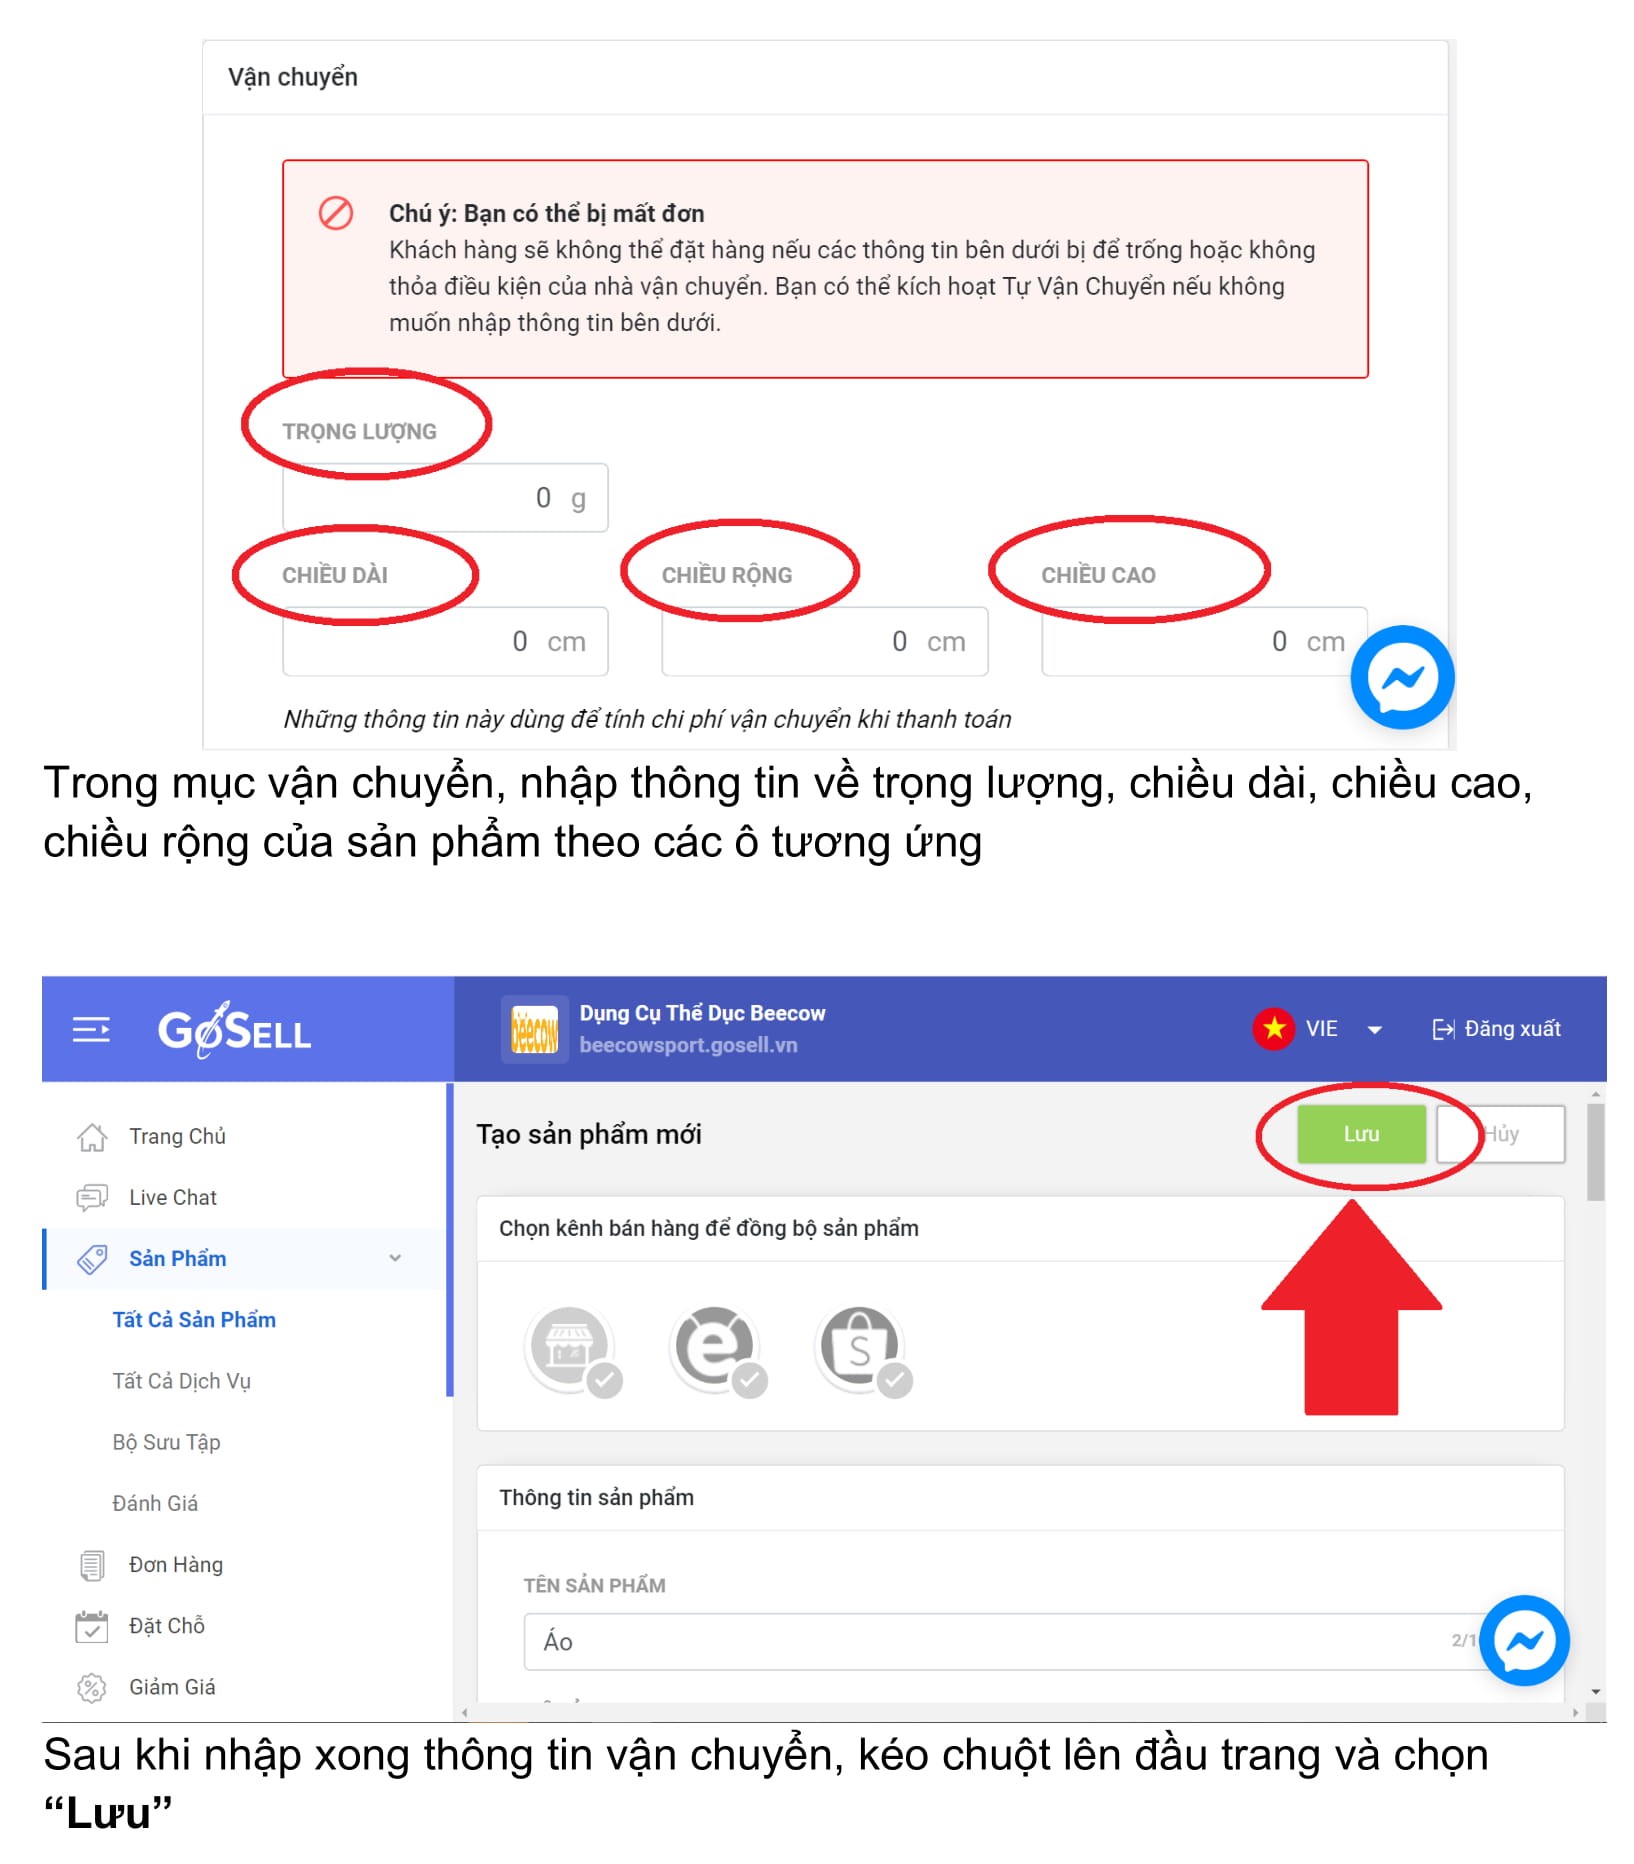 Vận chuyển
Chú ý: Bạn có thể bị mất đơn
Khách hàng sẽ không thể đặt hàng nếu các thông tin bên dưới bị để trống hoặc không
thỏa điều kiện của nhà vận chuyển. Bạn có thể kích hoạt Tự Vận Chuyển nếu không
muốn nhập thông tin bên dưới.
TRỌNG LƯỢNG
0 g
CHIỀU DÀI CHIỀU RỘNG CHIỀU CAO
0 cm 0 cm 0 cm
Những thông tin này dùng để tính chi phí vận chuyển khi thanh toán
Trong mục vận chuyển, nhập thông tin về trọng lượng, chiều dài, chiều cao,
chiều rộng của sản phẩm theo các ô tương ứng
GOSELL
beecow
Dụng Cụ Thể Dục Beecow
beecowsport.gosell.vn
VIE
Đăng xuất
Trang Chủ
Live Chat
Sản Phẩm
Tất Cả Sản Phẩm
Tất Cả Dịch Vụ
Bộ Sưu Tập
Đánh Giá
Đơn Hàng
Đặt Chỗ
Giảm Giá
Tạo sản phẩm mới
Lưu Hủy
Chọn kênh bán hàng để đồng bộ sản phẩm
Thông tin sản phẩm
TÊN SẢN PHẨM
Áo 2/1
Sau khi nhập xong thông tin vận chuyển, kéo chuột lên đầu trang và chọn
“Lưu”